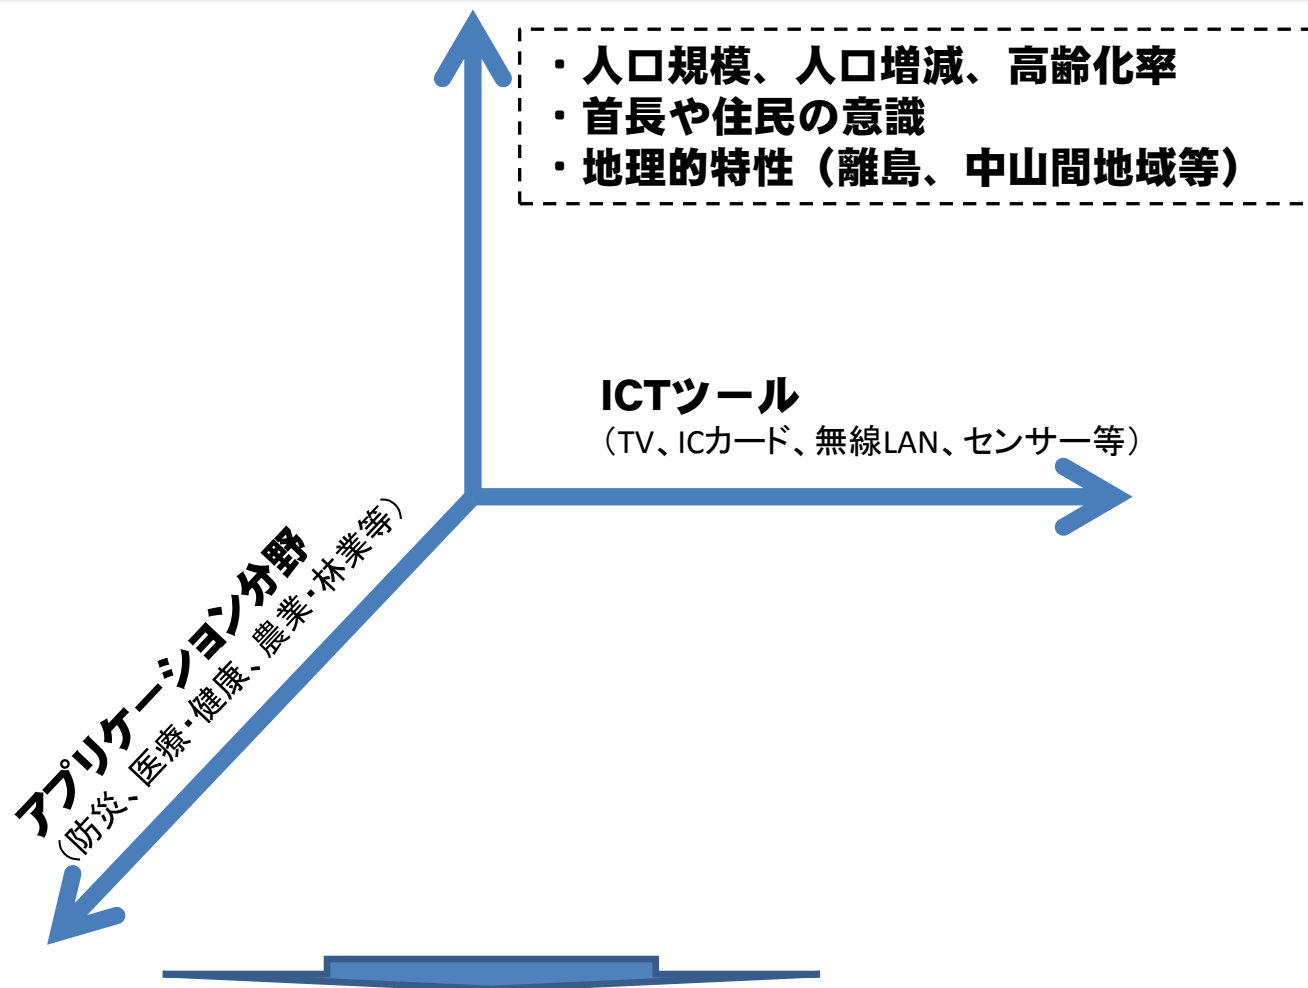 ・人口規模、人口増減、高齢化率
・首長や住民の意識
・地理的特性（離島、中山間地域等）
ICTツール
（TV、ICカード、無線LAN、センサー等）
アプリケーション分野
（防災、医療・健康、農業・林業等）